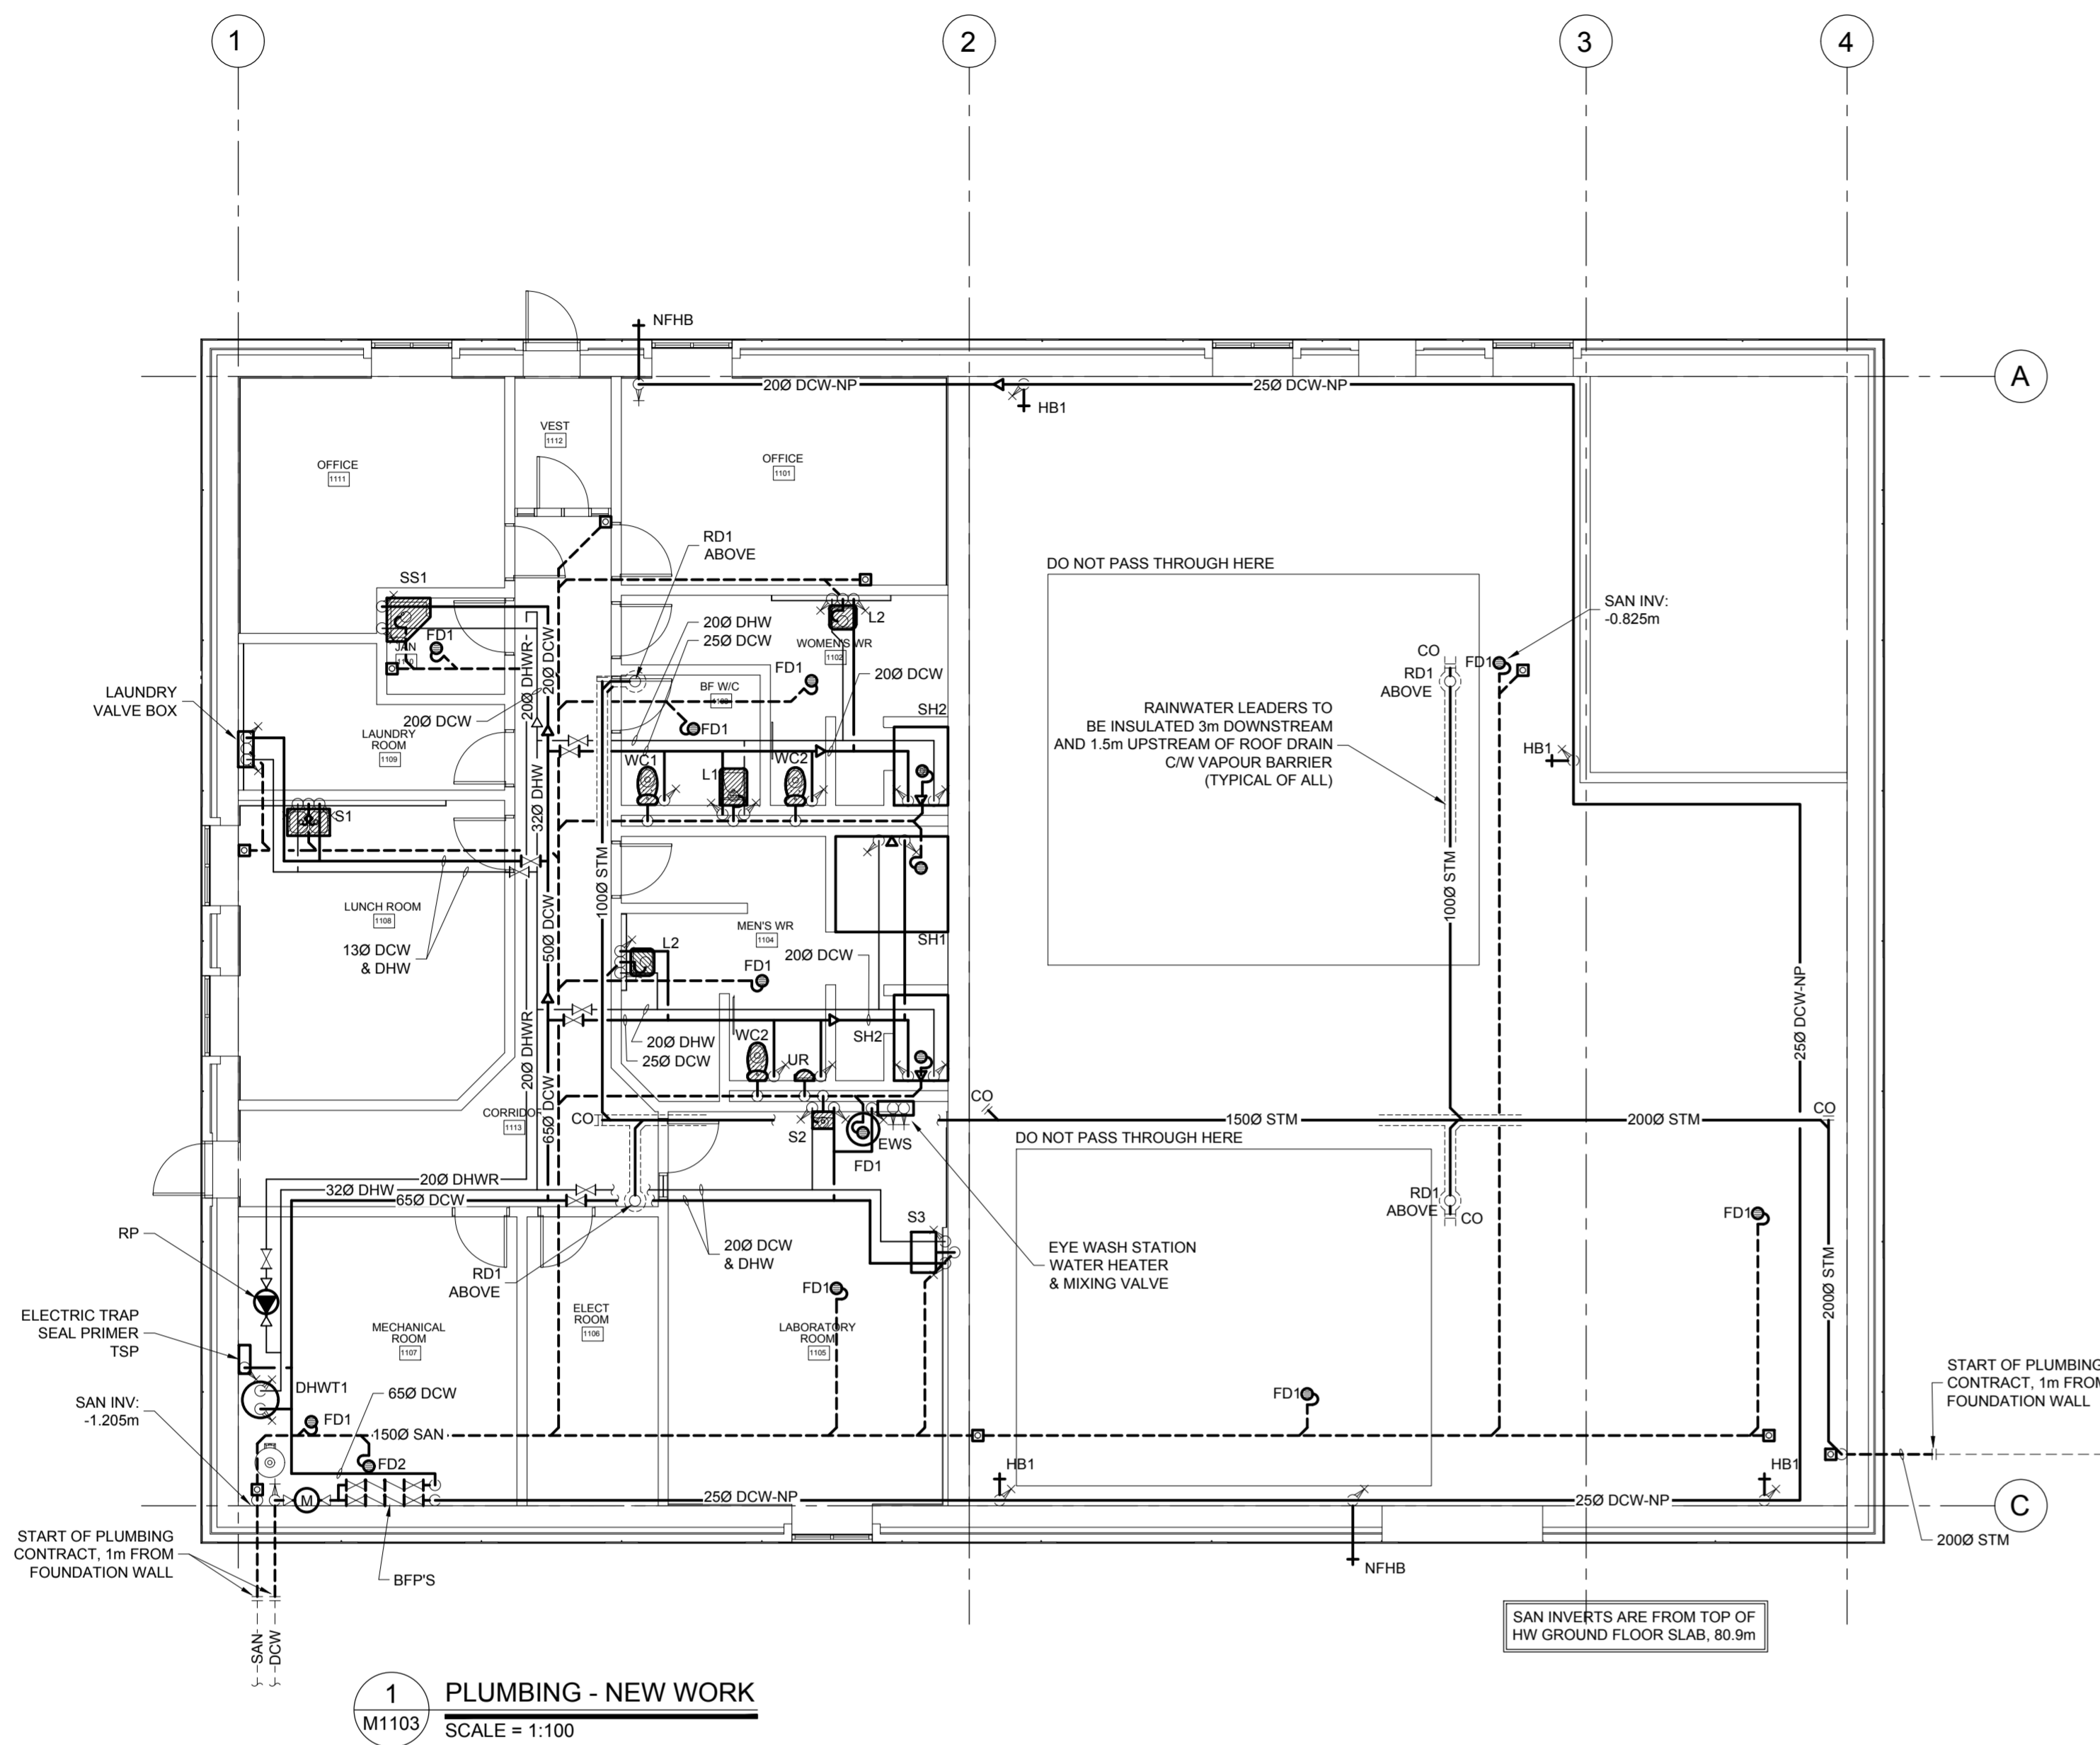 1
2
3
4
NFHB
A
20Ø DCW-NP
25Ø DCW-NP
HB1
VEST
1112
OFFICE
1111
OFFICE
1101
RD1
ABOVE
DO NOT PASS THROUGH HERE
SS1
FD1
JAN
L2
20Ø DHW
25Ø DCW
WOMEN'S WR
1102
SAN INV:
-0.825m
20Ø DHWR
20Ø DCW
FD1
BF W/C
20Ø DCW
CO
FD1
RD1
ABOVE
LAUNDRY
VALVE BOX
20Ø DCW
LAUNDRY
ROOM
1109
FD1
SH2
RAINWATER LEADERS TO
BE INSULATED 3m DOWNSTREAM
AND 1.5m UPSTREAM OF ROOF DRAIN
C/W VAPOUR BARRIER
(TYPICAL OF ALL)
HB1
WC1
L1
WC2
32Ø DHW
S1
100Ø STM
100Ø STM
LUNCH ROOM
1108
13Ø DCW
& DHW
50Ø DCW
MEN'S WR
1104
L2
FD1
20Ø DCW
SH1
25Ø DCW-NP
20Ø DHWR
20Ø DHW
25Ø DCW
WC2
UR
SH2
65Ø DCW
CORRIDOR
1113
CO
S2
EWS
FD1
CO
150Ø STM
200Ø STM
CO
DO NOT PASS THROUGH HERE
20Ø DHWR
32Ø DHW
65Ø DCW
RD1
ABOVE
CO
FD1
S3
RP
20Ø DCW
& DHW
RD1
ABOVE
EYE WASH STATION
WATER HEATER
& MIXING VALVE
200Ø STM
FD1
ELECT
ROOM
1106
ELECTRIC TRAP
SEAL PRIMER
TSP
MECHANICAL
ROOM
1107
LABORATORY
ROOM
1105
DHWT1
65Ø DCW
FD1
START OF PLUMBING
CONTRACT, 1m FROM
FOUNDATION WALL
SAN INV:
-1.205m
FD1
150Ø SAN
FD2
HB1
HB1
M
25Ø DCW-NP
25Ø DCW-NP
C
START OF PLUMBING
CONTRACT, 1m FROM
FOUNDATION WALL
BFP'S
NFHB
200Ø STM
SAN
DCW
SAN INVERTS ARE FROM TOP OF
HW GROUND FLOOR SLAB, 80.9m
1
M1103
PLUMBING - NEW WORK
SCALE = 1:100